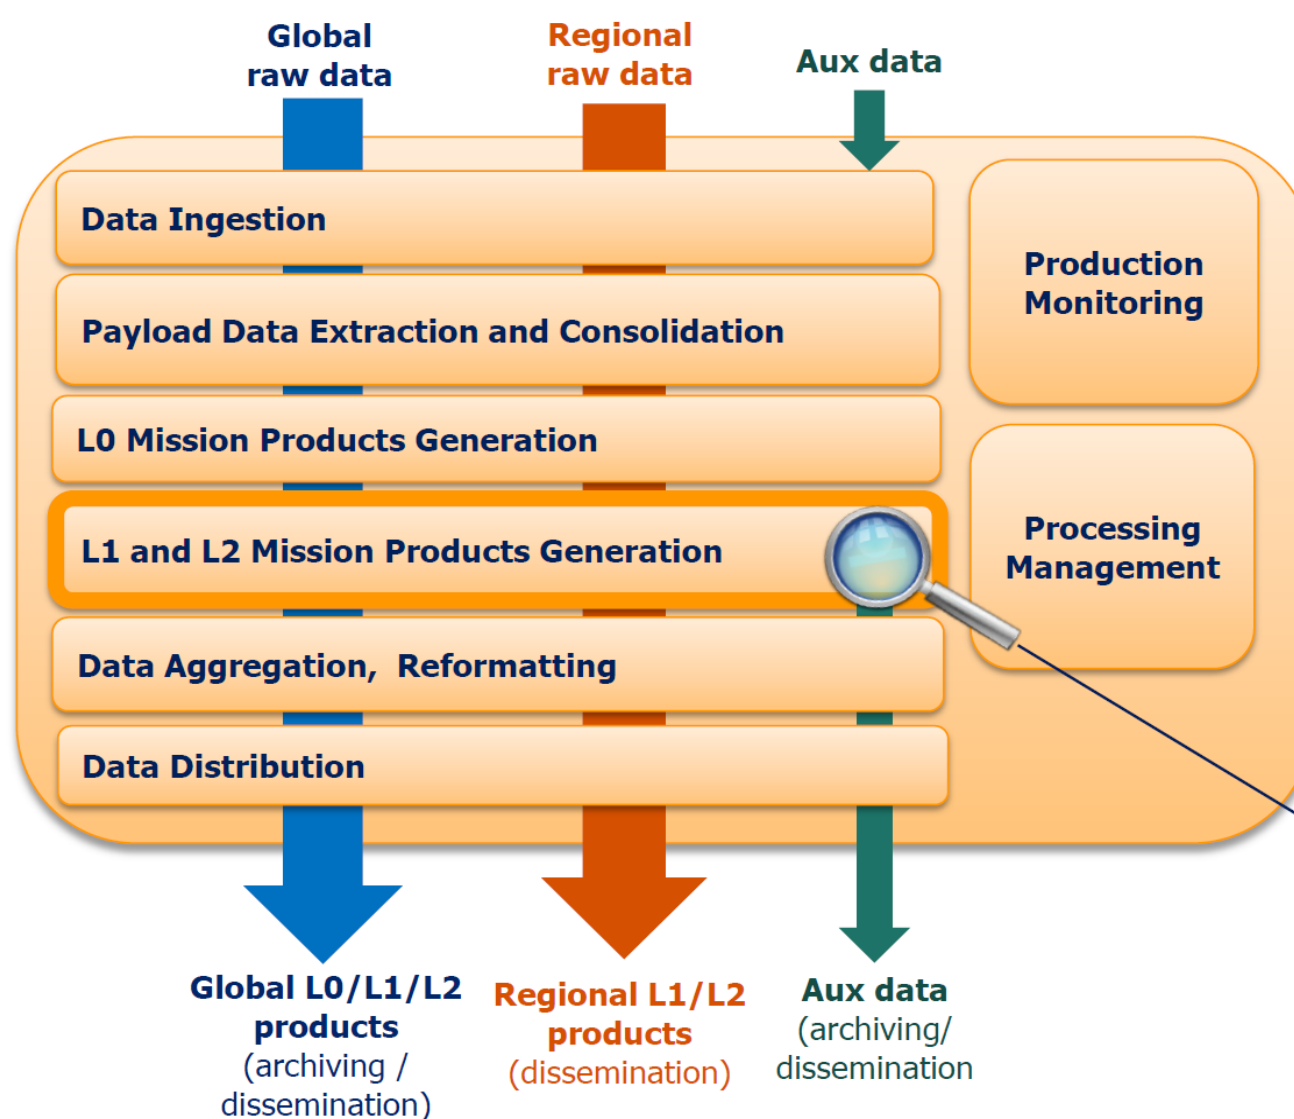 Global
raw data
Regional
raw data
Aux data
Data Ingestion
Payload Data Extraction and Consolidation
L0 Mission Products Generation
L1 and L2 Mission Products Generation
Data Aggregation,  Reformatting
Data Distribution
Production
Monitoring
Processing
Management
Global L0/L1/L2
products
(archiving /
dissemination)
Regional L1/L2
products
(dissemination)
Aux data
(archiving/
dissemination